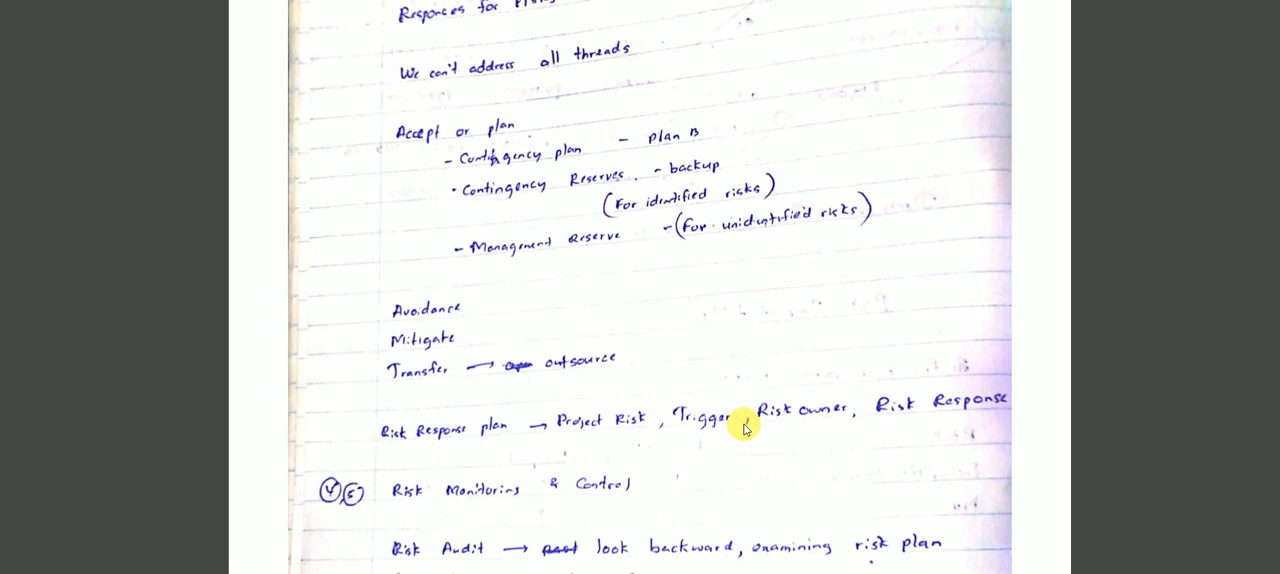 Responces for
We can't address all threads
Accept or plan
- Contingency plan - Plan B
- Contingency Reserves. - backup
(For identified risks)
- Management Reserve - (For unidentified risks)
Avoidance
Mitigate
Transfer → outsource
Risk Response plan → Project Risk, Trigger, Risk owner, Risk Response
4 5 Risk Monitoring & Control
Risk Audit → look backward, examining risk plan